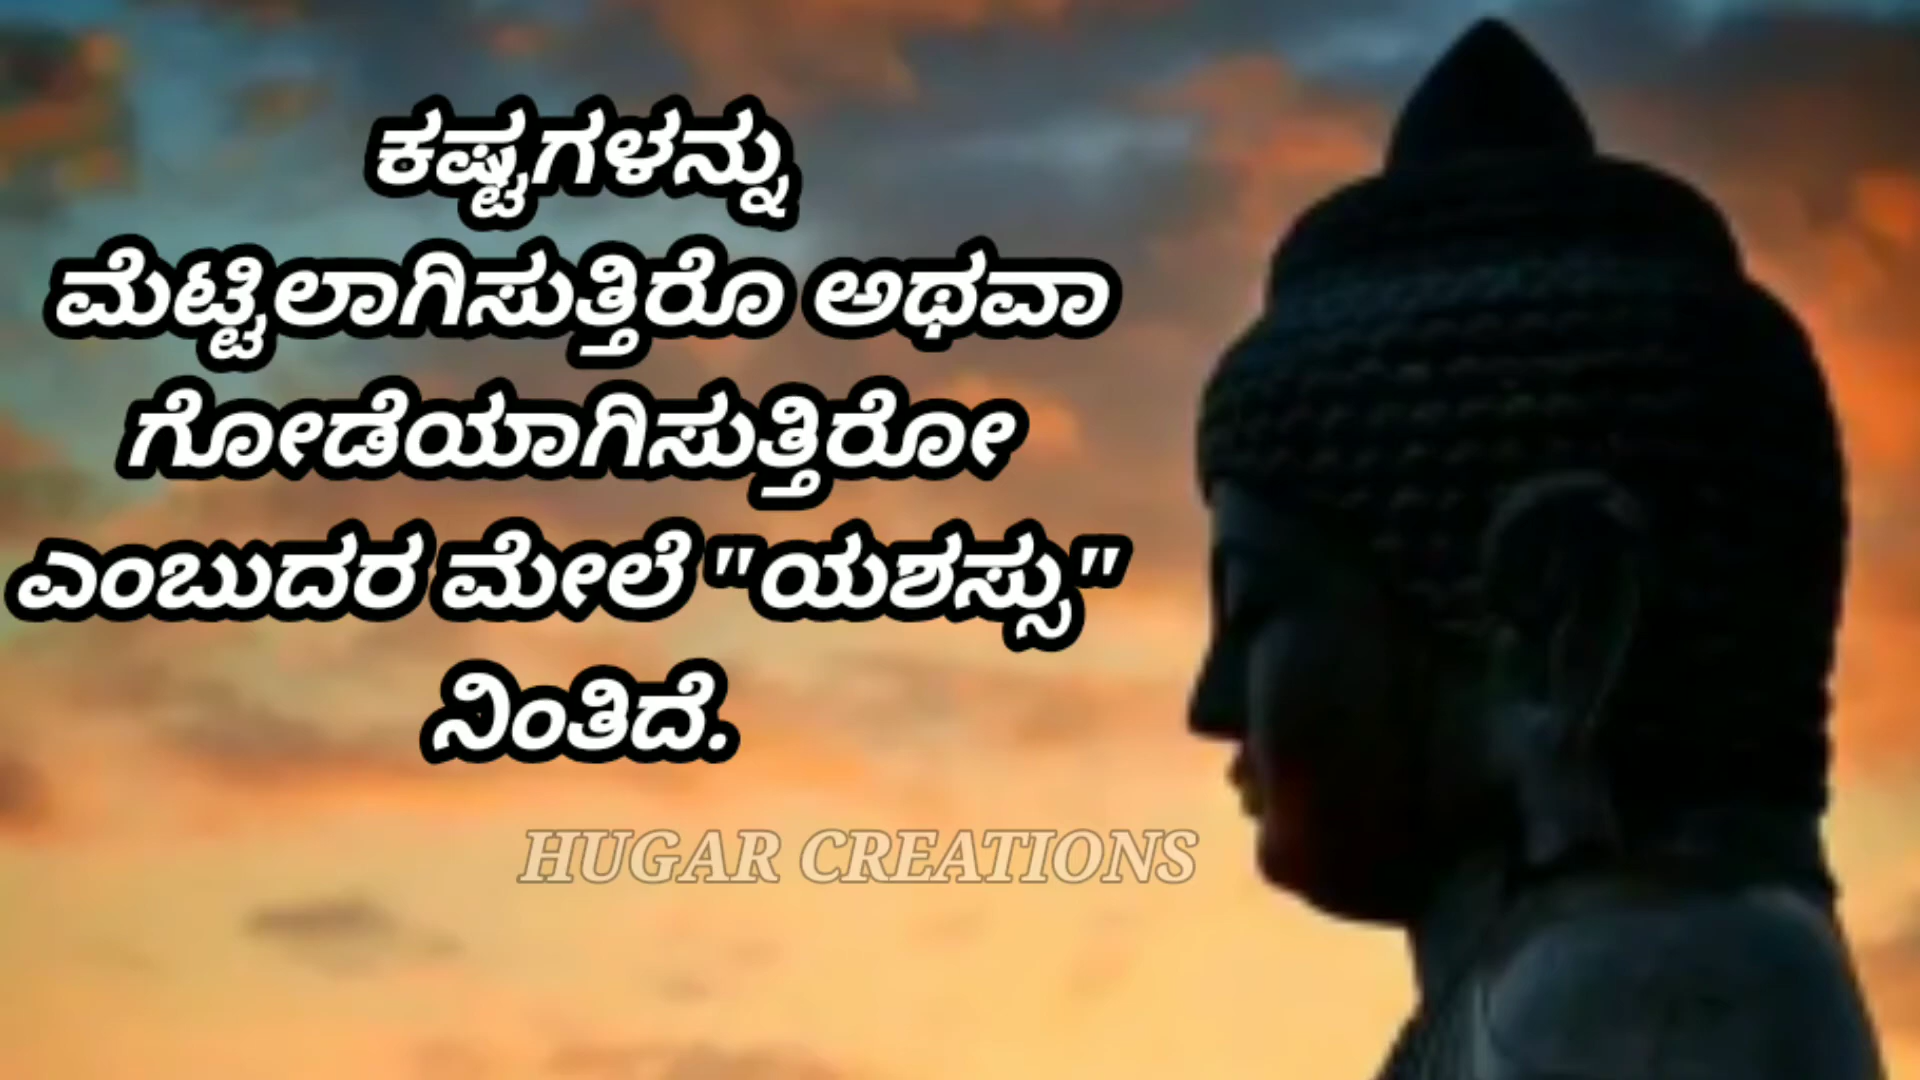 ಕಷ್ಟಗಳನ್ನು
ಮೆಟ್ಟಿಲಾಗಿಸುತ್ತಿರೊ ಅಥವಾ
ಗೋಡೆಯಾಗಿಸುತ್ತಿರೋ
ಎಂಬುದರ ಮೇಲೆ "ಯಶಸ್ಸು"
ನಿಂತಿದೆ.
HUGAR CREATIONS